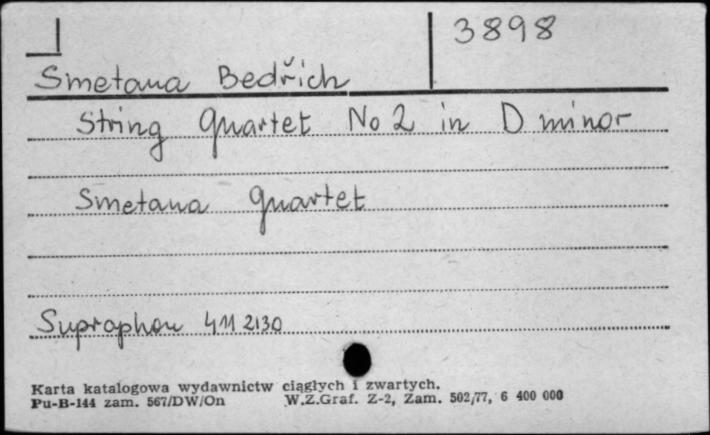 3898
Smetana Bedřich
String Quartet No 2 in D minor
Smetana Quartet
Supraphon 411 2130
Karta katalogowa wydawnictw ciągłych i zwartych.
Pu-B-144 zam. 567/DW/On W.Z.Graf. Z-2, Zam. 502/77, 6 400 000